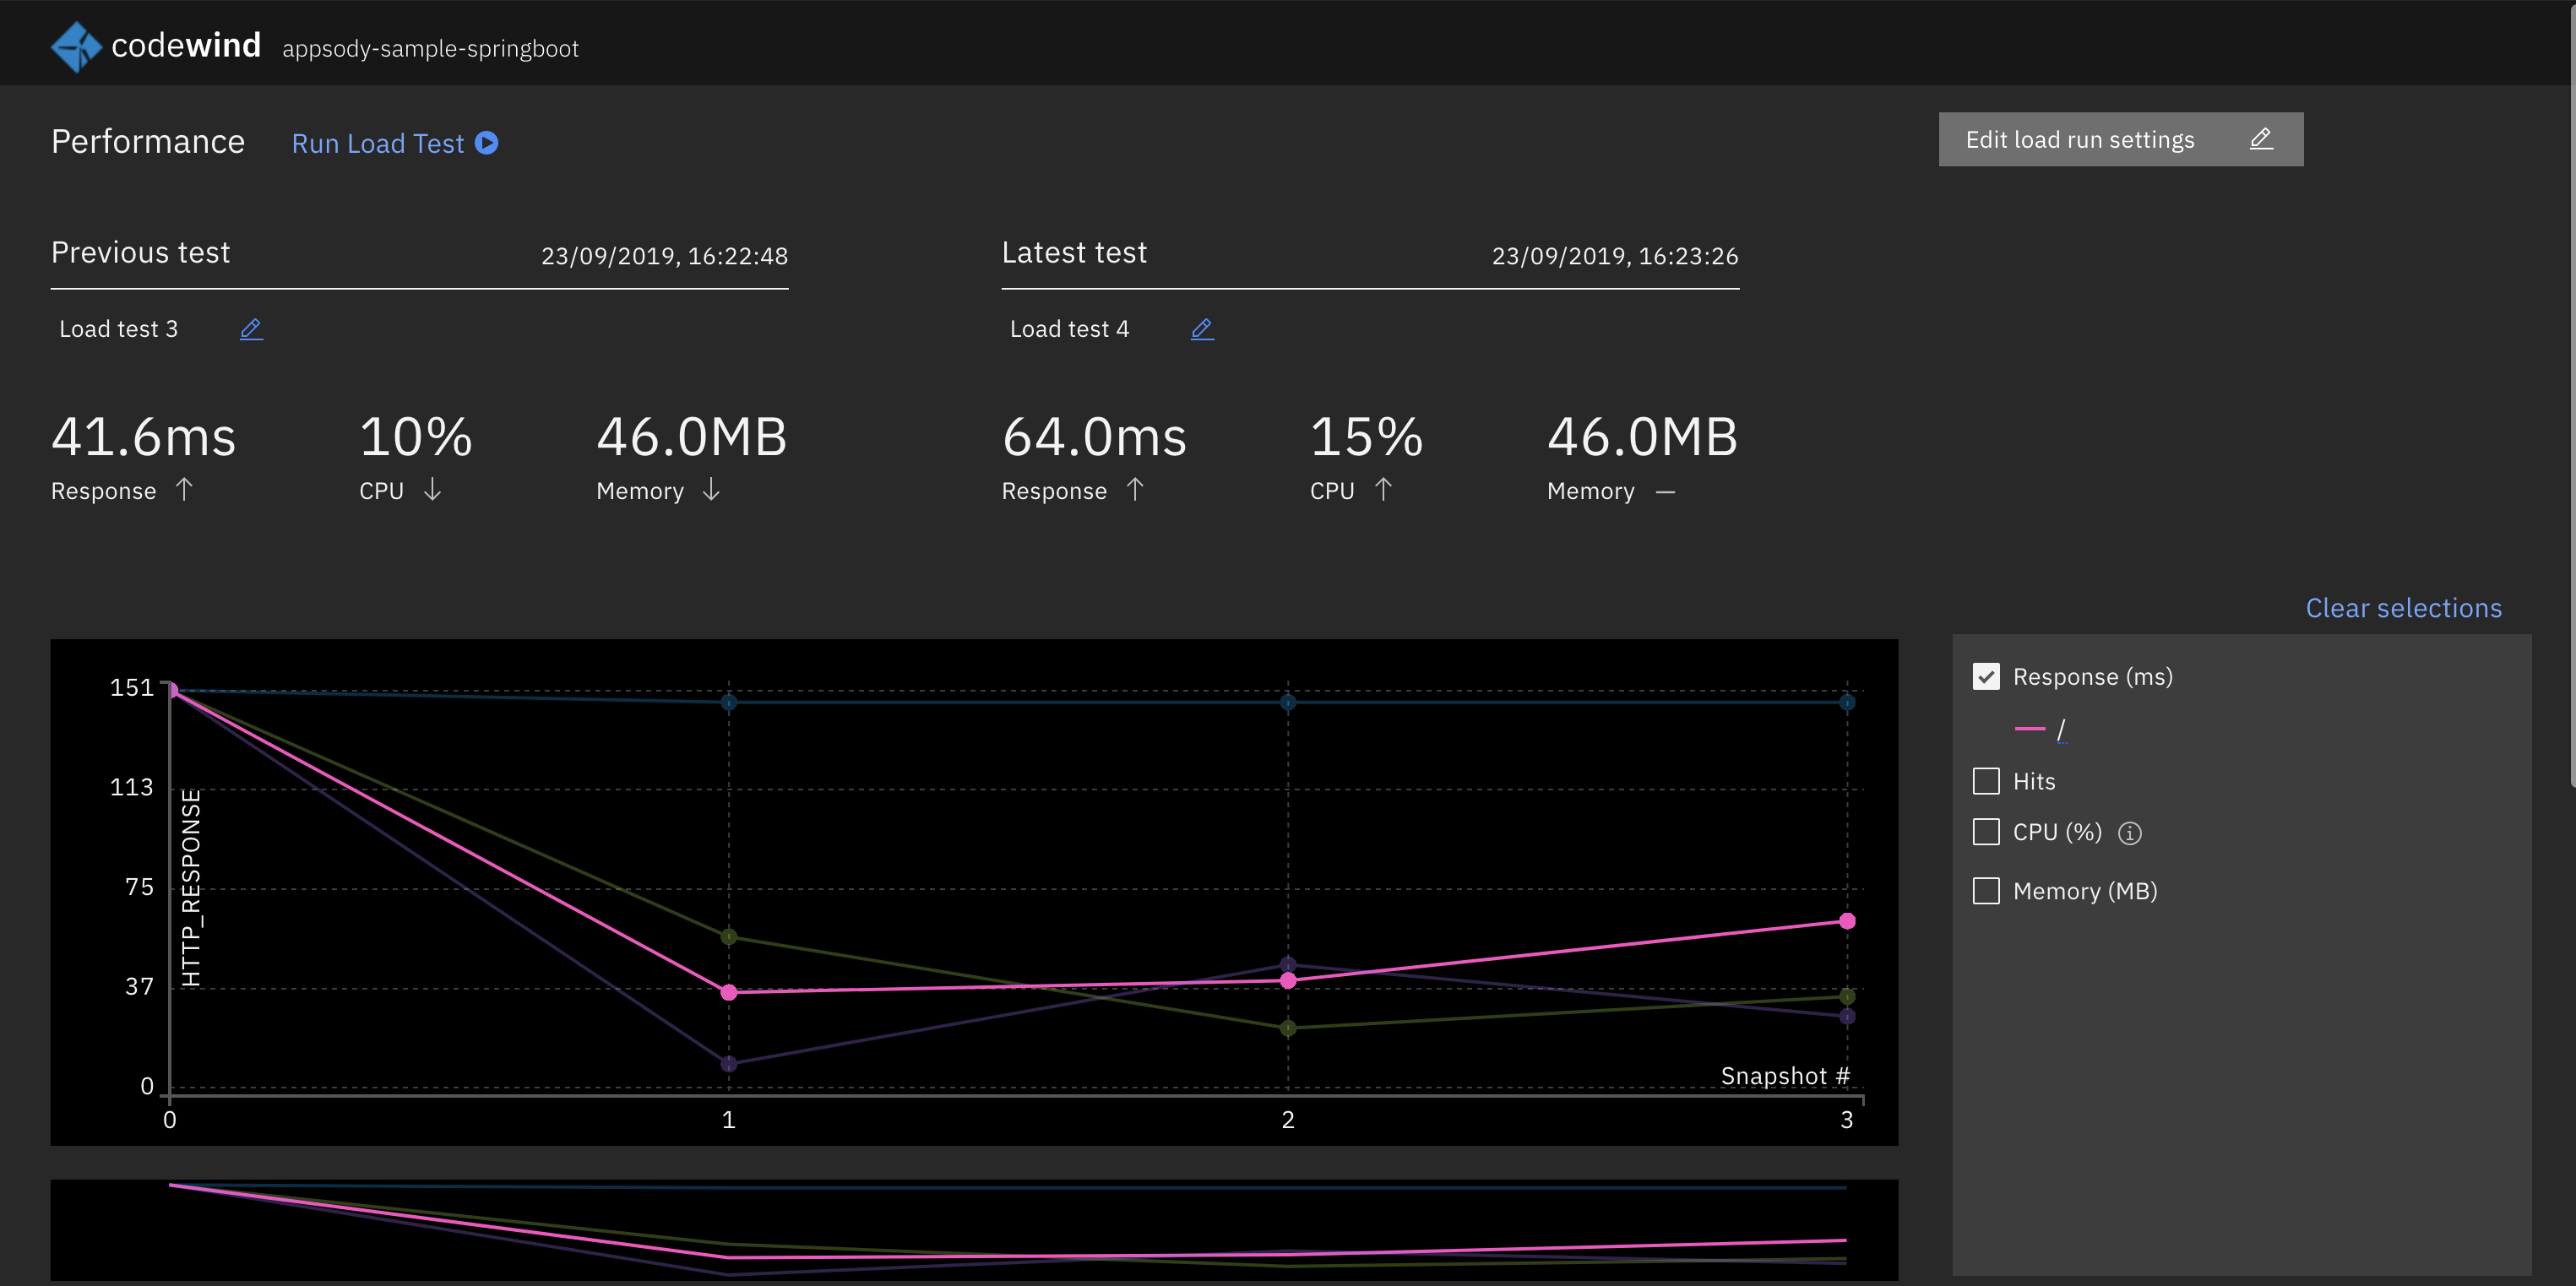 codewind appsody-sample-springboot
Performance Run Load Test Edit load run settings
Previous test 23/09/2019, 16:22:48
Load test 3
41.6ms 10% 46.0MB
Response CPU Memory
Latest test 23/09/2019, 16:23:26
Load test 4
64.0ms 15% 46.0MB
Response CPU Memory
Clear selections
151
113
75
37
0
HTTP_RESPONSE
Snapshot #
0 1 2 3
Response (ms)
/
Hits
CPU (%)
Memory (MB)